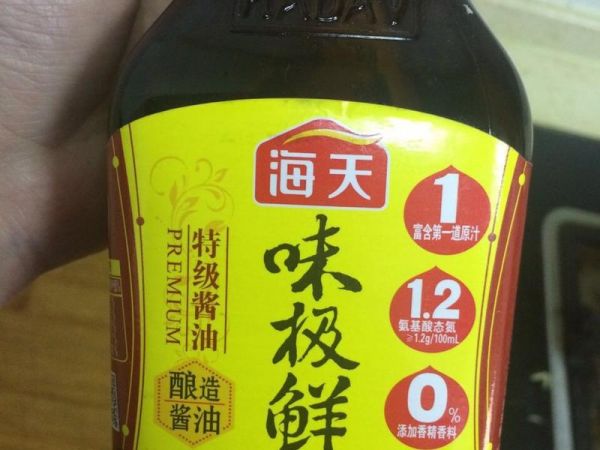 HADAY
海天
味极鲜
特级酱油
PREMIUM
酿造
酱油
1
富含第一道原汁
1.2
氨基酸态氮
≥1.2g/100mL
0%
添加香精香料